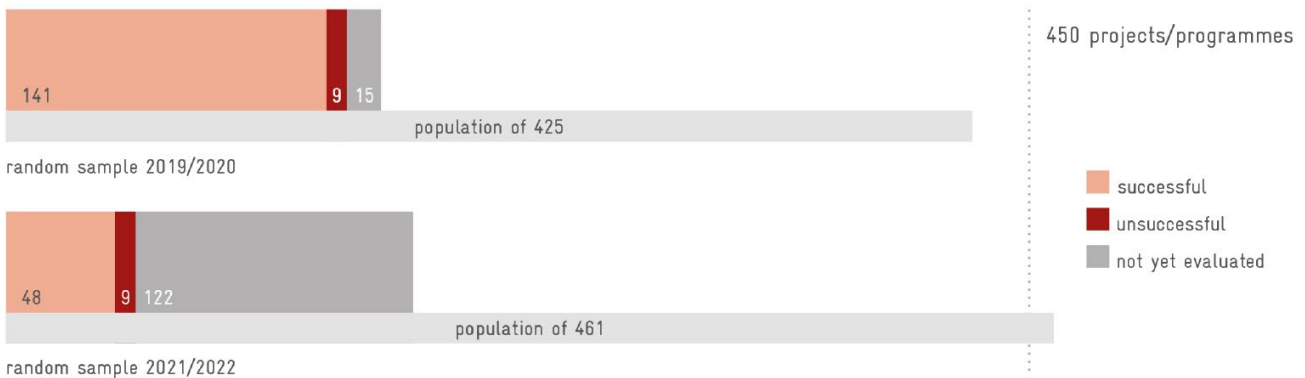 450 projects/programmes
141 9 15
population of 425
random sample 2019/2020
successful
unsuccessful
not yet evaluated
48 9 122
population of 461
random sample 2021/2022